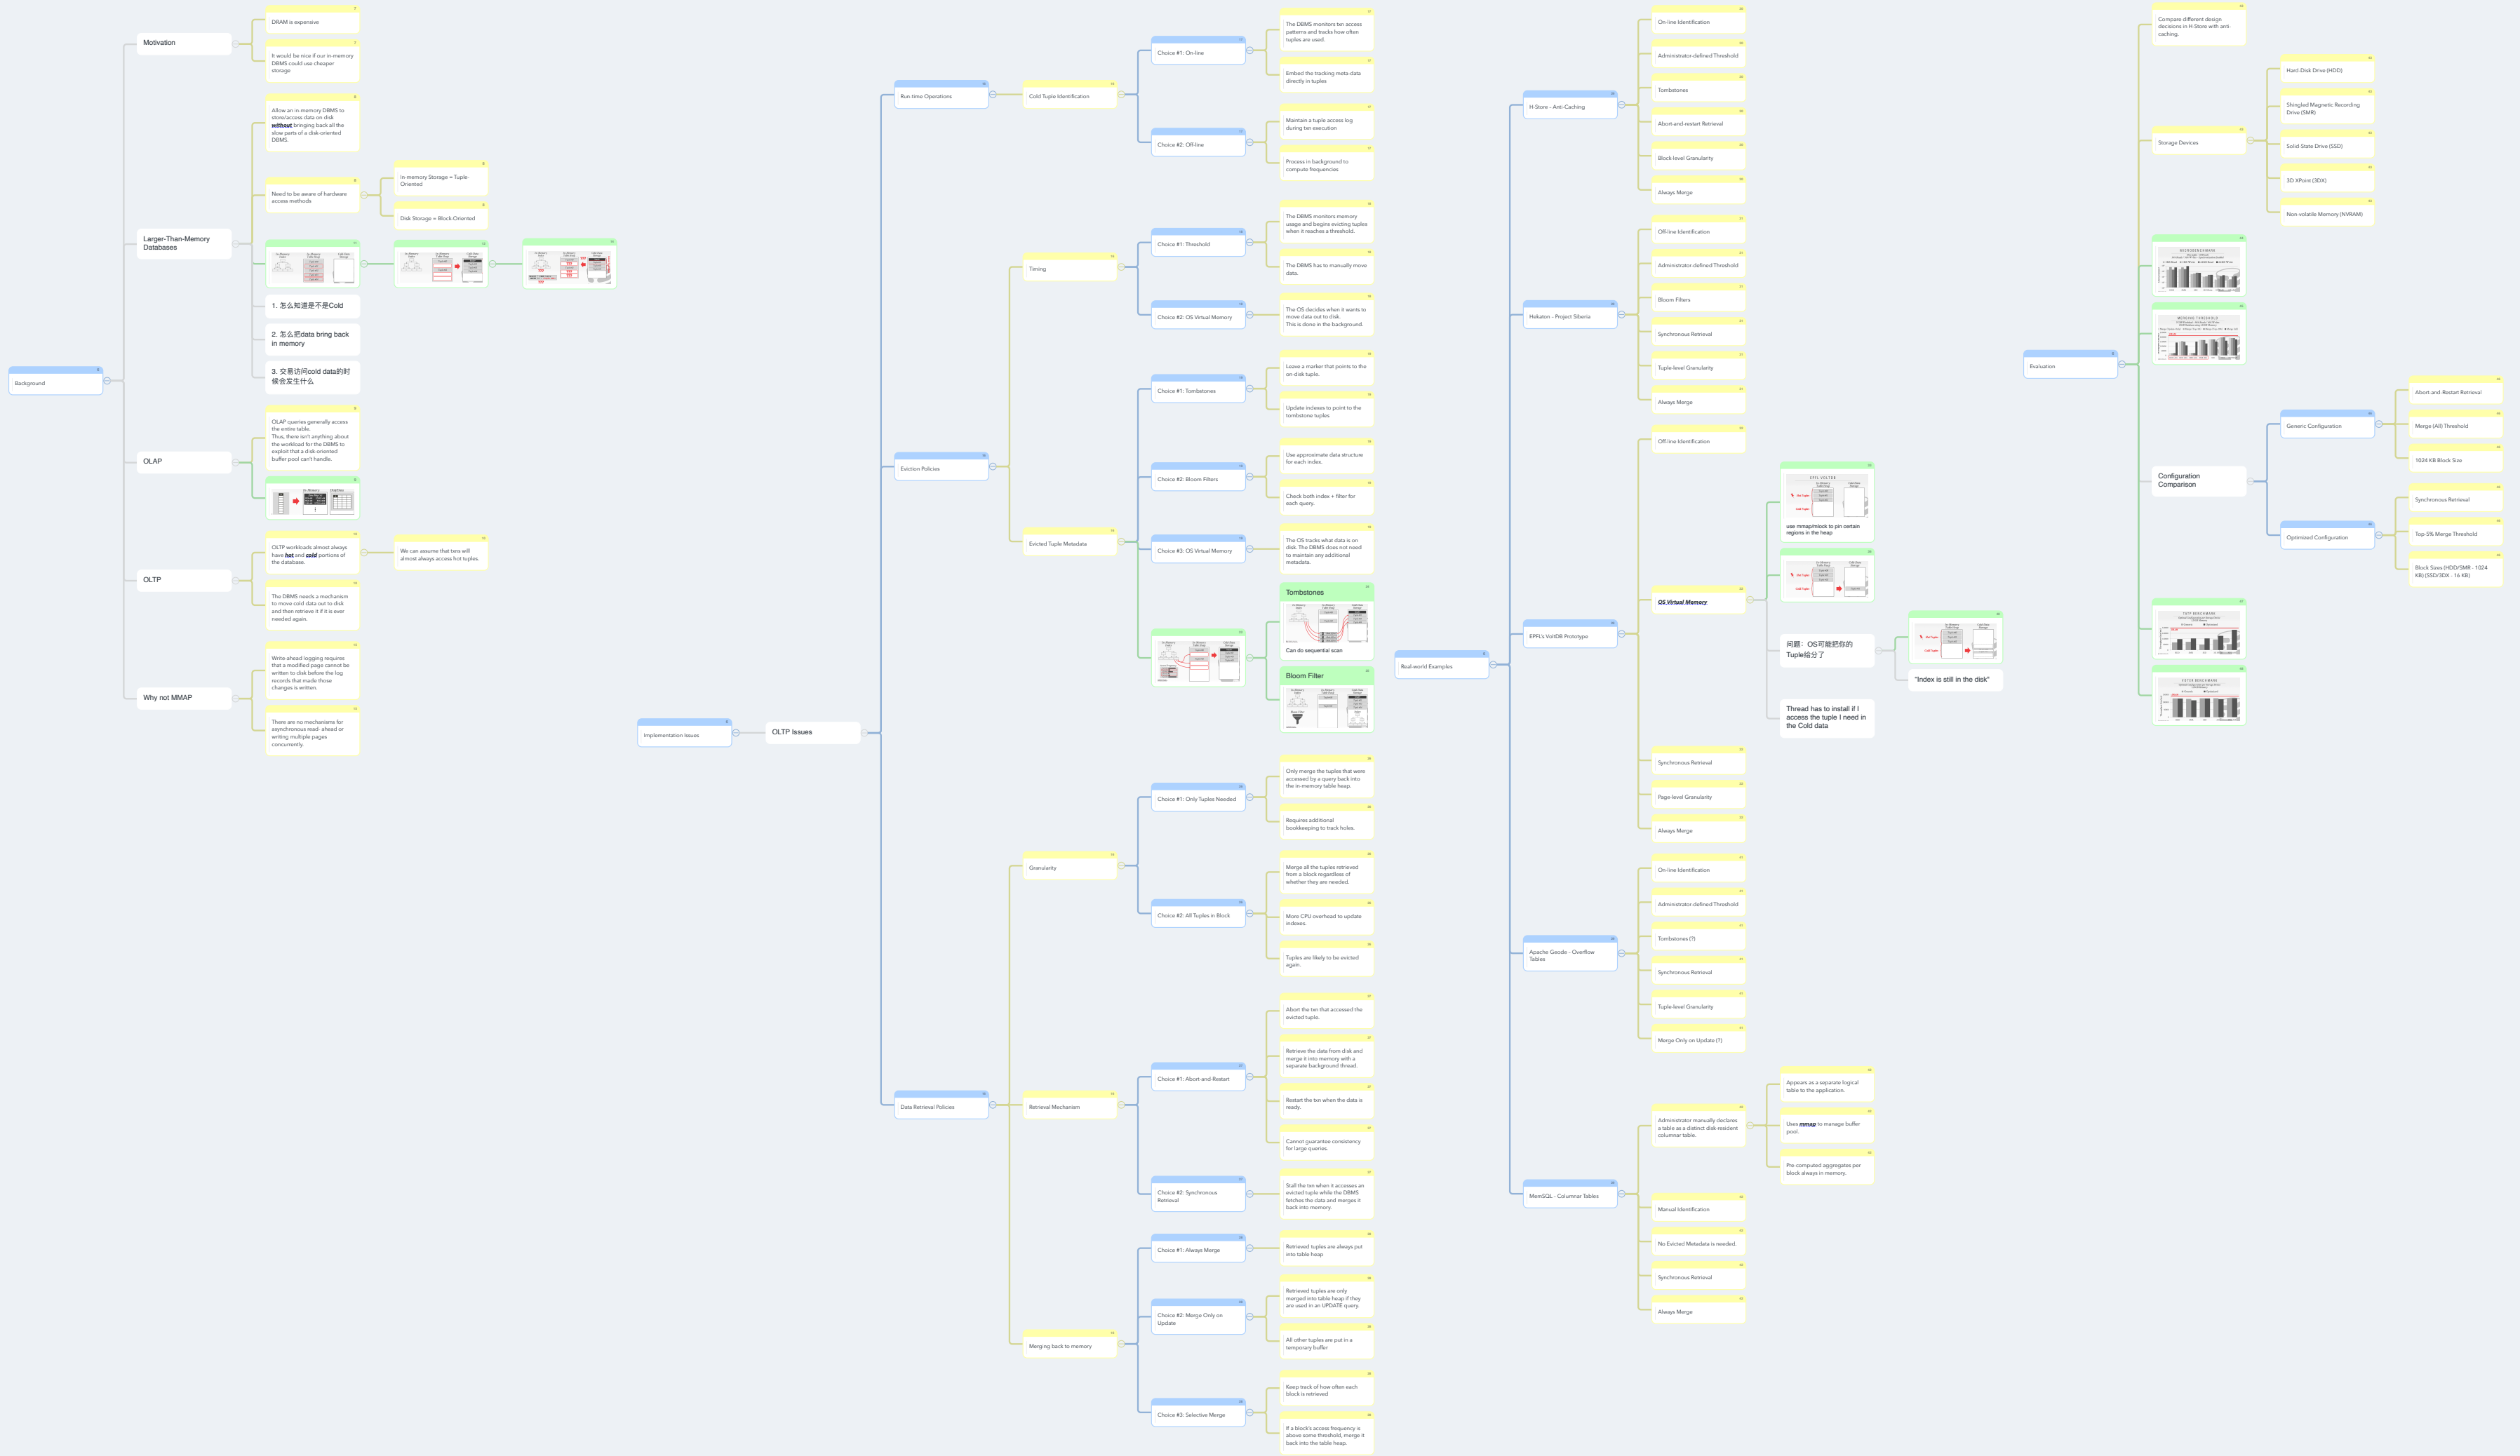 Background
Motivation
DRAM is expensive
It would be nice if our in-memory
DBMS could use cheaper
storage
Larger-Than-Memory
Databases
Allow an in-memory DBMS to
store/access data on disk
without bringing back all the
slow parts of a disk-oriented
DBMS.
Need to be aware of hardware
access methods
In-memory Storage = Tuple-
Oriented
Disk Storage = Block-Oriented
1. 怎么知道是不是Cold
2. 怎么把data bring back
in memory
3. 交易访问cold data的时
候会发生什么
OLAP
OLAP queries generally access
the entire table.
Thus, there isn't anything about
the workload for the DBMS to
exploit that a disk-oriented
buffer pool can't handle.
OLTP
OLTP workloads almost always
have hot and cold portions of
the database.
We can assume that txns will
almost always access hot tuples.
The DBMS needs a mechanism
to move cold data out to disk
and then retrieve it if it is ever
needed again.
Why not MMAP
Write-ahead logging requires
that a modified page cannot be
written to disk before the log
records that made those
changes is written.
There are no mechanisms for
asynchronous read-ahead or
writing multiple pages
concurrently.
Implementation Issues
OLTP Issues
Run-time Operations
Cold Tuple Identification
Choice #1: On-line
The DBMS monitors txn access
patterns and tracks how often
tuples are used.
Embed the tracking meta-data
directly in tuples
Choice #2: Off-line
Maintain a tuple access log
during txn execution
Process in background to
compute frequencies
Eviction Policies
Timing
Choice #1: Threshold
The DBMS monitors memory
usage and begins evicting tuples
when it reaches a threshold.
The DBMS has to manually move
data.
Choice #2: OS Virtual Memory
The OS decides when it wants to
move data out to disk.
This is done in the background.
Evicted Tuple Metadata
Choice #1: Tombstones
Leave a marker that points to the
on-disk tuple.
Update indexes to point to the
tombstone tuples
Choice #2: Bloom Filters
Use approximate data structure
for each index.
Check both index + filter for
each query.
Choice #3: OS Virtual Memory
The OS tracks what data is on
disk. The DBMS does not need
to maintain any additional
metadata.
Tombstones
Can do sequential scan
Bloom Filter
Data Retrieval Policies
Granularity
Choice #1: Only Tuples Needed
Only merge the tuples that were
accessed by a query back into
the in-memory table heap.
Requires additional
bookkeeping to track holes.
Choice #2: All Tuples in Block
Merge all the tuples retrieved
from a block regardless of
whether they are needed.
More CPU overhead to update
indexes.
Tuples are likely to be evicted
again.
Retrieval Mechanism
Choice #1: Abort-and-Restart
Abort the txn that accessed the
evicted tuple.
Retrieve the data from disk and
merge it into memory with a
separate background thread.
Restart the txn when the data is
ready.
Cannot guarantee consistency
for large queries.
Choice #2: Synchronous
Retrieval
Stall the txn when it accesses an
evicted tuple while the DBMS
fetches the data and merges it
back into memory.
Merging back to memory
Choice #1: Always Merge
Retrieved tuples are always put
into table heap
Choice #2: Merge Only on
Update
Retrieved tuples are only
merged into table heap if they
are used in an UPDATE query.
All other tuples are put in a
temporary buffer
Choice #3: Selective Merge
Keep track of how often each
block is retrieved
If a block's access frequency is
above some threshold, merge it
back into the table heap.
Real-world Examples
H-Store - Anti-Caching
On-line Identification
Administrator-defined Threshold
Tombstones
Abort-and-restart Retrieval
Block-level Granularity
Always Merge
Hekaton - Project Siberia
Off-line Identification
Administrator-defined Threshold
Bloom Filters
Synchronous Retrieval
Tuple-level Granularity
Always Merge
EPFL's VoltDB Prototype
Off-line Identification
OS Virtual Memory
EPFL VOLTDB
use mmap/mlock to pin certain
regions in the heap
问题：OS可能把你的
Tuple给分了
"Index is still in the disk"
Thread has to install if I
access the tuple I need in
the Cold data
Synchronous Retrieval
Page-level Granularity
Always Merge
Apache Geode - Overflow
Tables
On-line Identification
Administrator-defined Threshold
Tombstones (?)
Synchronous Retrieval
Tuple-level Granularity
Merge Only on Update (?)
MemSQL - Columnar Tables
Administrator manually declares
a table as a distinct disk-resident
columnar table.
Appears as a separate logical
table to the application.
Uses mmap to manage buffer
pool.
Pre-computed aggregates per
block always in memory.
Manual Identification
No Evicted Metadata is needed.
Synchronous Retrieval
Always Merge
Evaluation
Compare different design
decisions in H-Store with anti-
caching.
Storage Devices
Hard-Disk Drive (HDD)
Shingled Magnetic Recording
Drive (SMR)
Solid-State Drive (SSD)
3D XPoint (3DX)
Non-volatile Memory (NVRAM)
MICROBENCHMARK
MERGING THRESHOLD
Configuration
Comparison
Generic Configuration
Abort-and-Restart Retrieval
Merge (All) Threshold
1024 KB Block Size
Optimized Configuration
Synchronous Retrieval
Top-5% Merge Threshold
Block Sizes (HDD/SMR - 1024
KB) (SSD/3DX - 16 KB)
TATP BENCHMARK
VOTER BENCHMARK